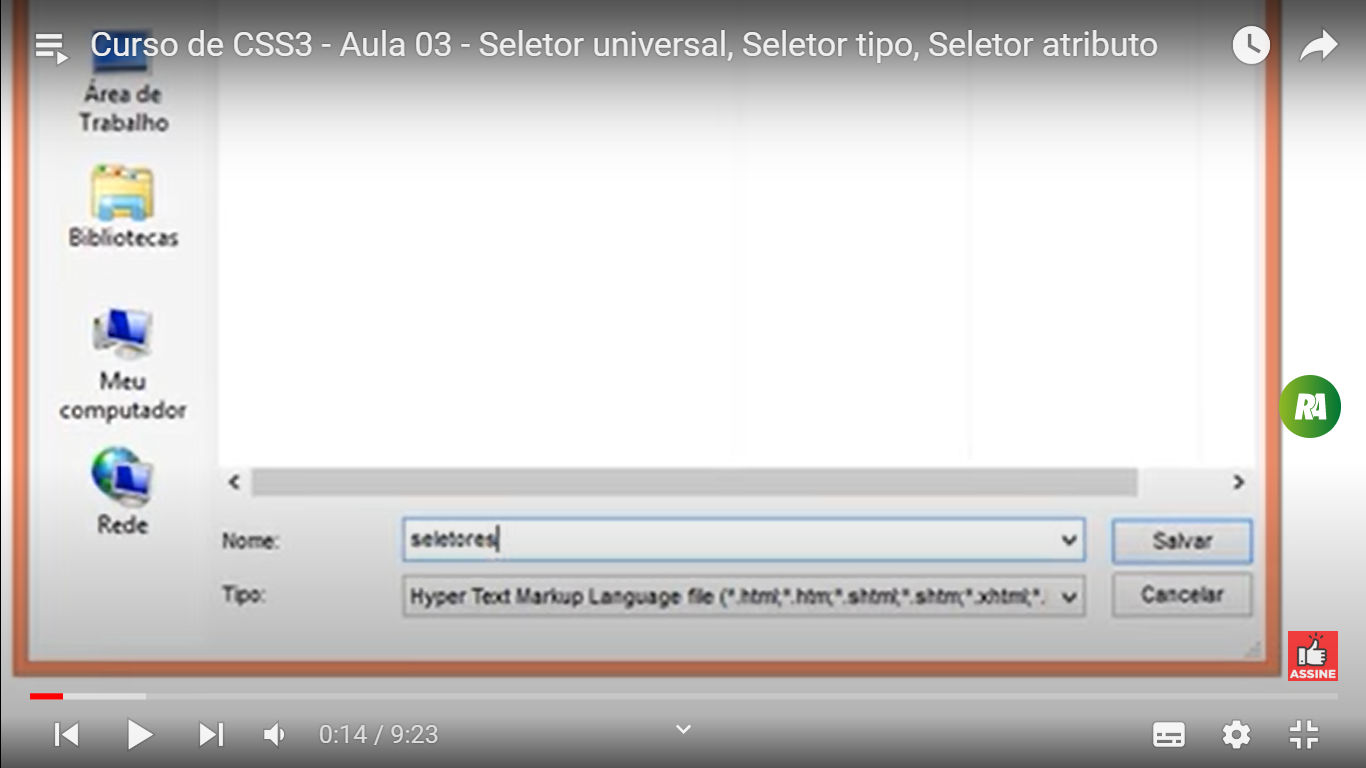 Curso de CSS3 - Aula 03 - Seletor universal, Seletor tipo, Seletor atributo
Área de
Trabalho
Bibliotecas
Meu
computador
Rede
Nome:
seletores
Salvar
Tipo:
Hyper Text Markup Language file (*.html;*.htm;*.shtml;*.shtm;*.xhtml;*.
Cancelar
RA
ASSINE
0:14 / 9:23